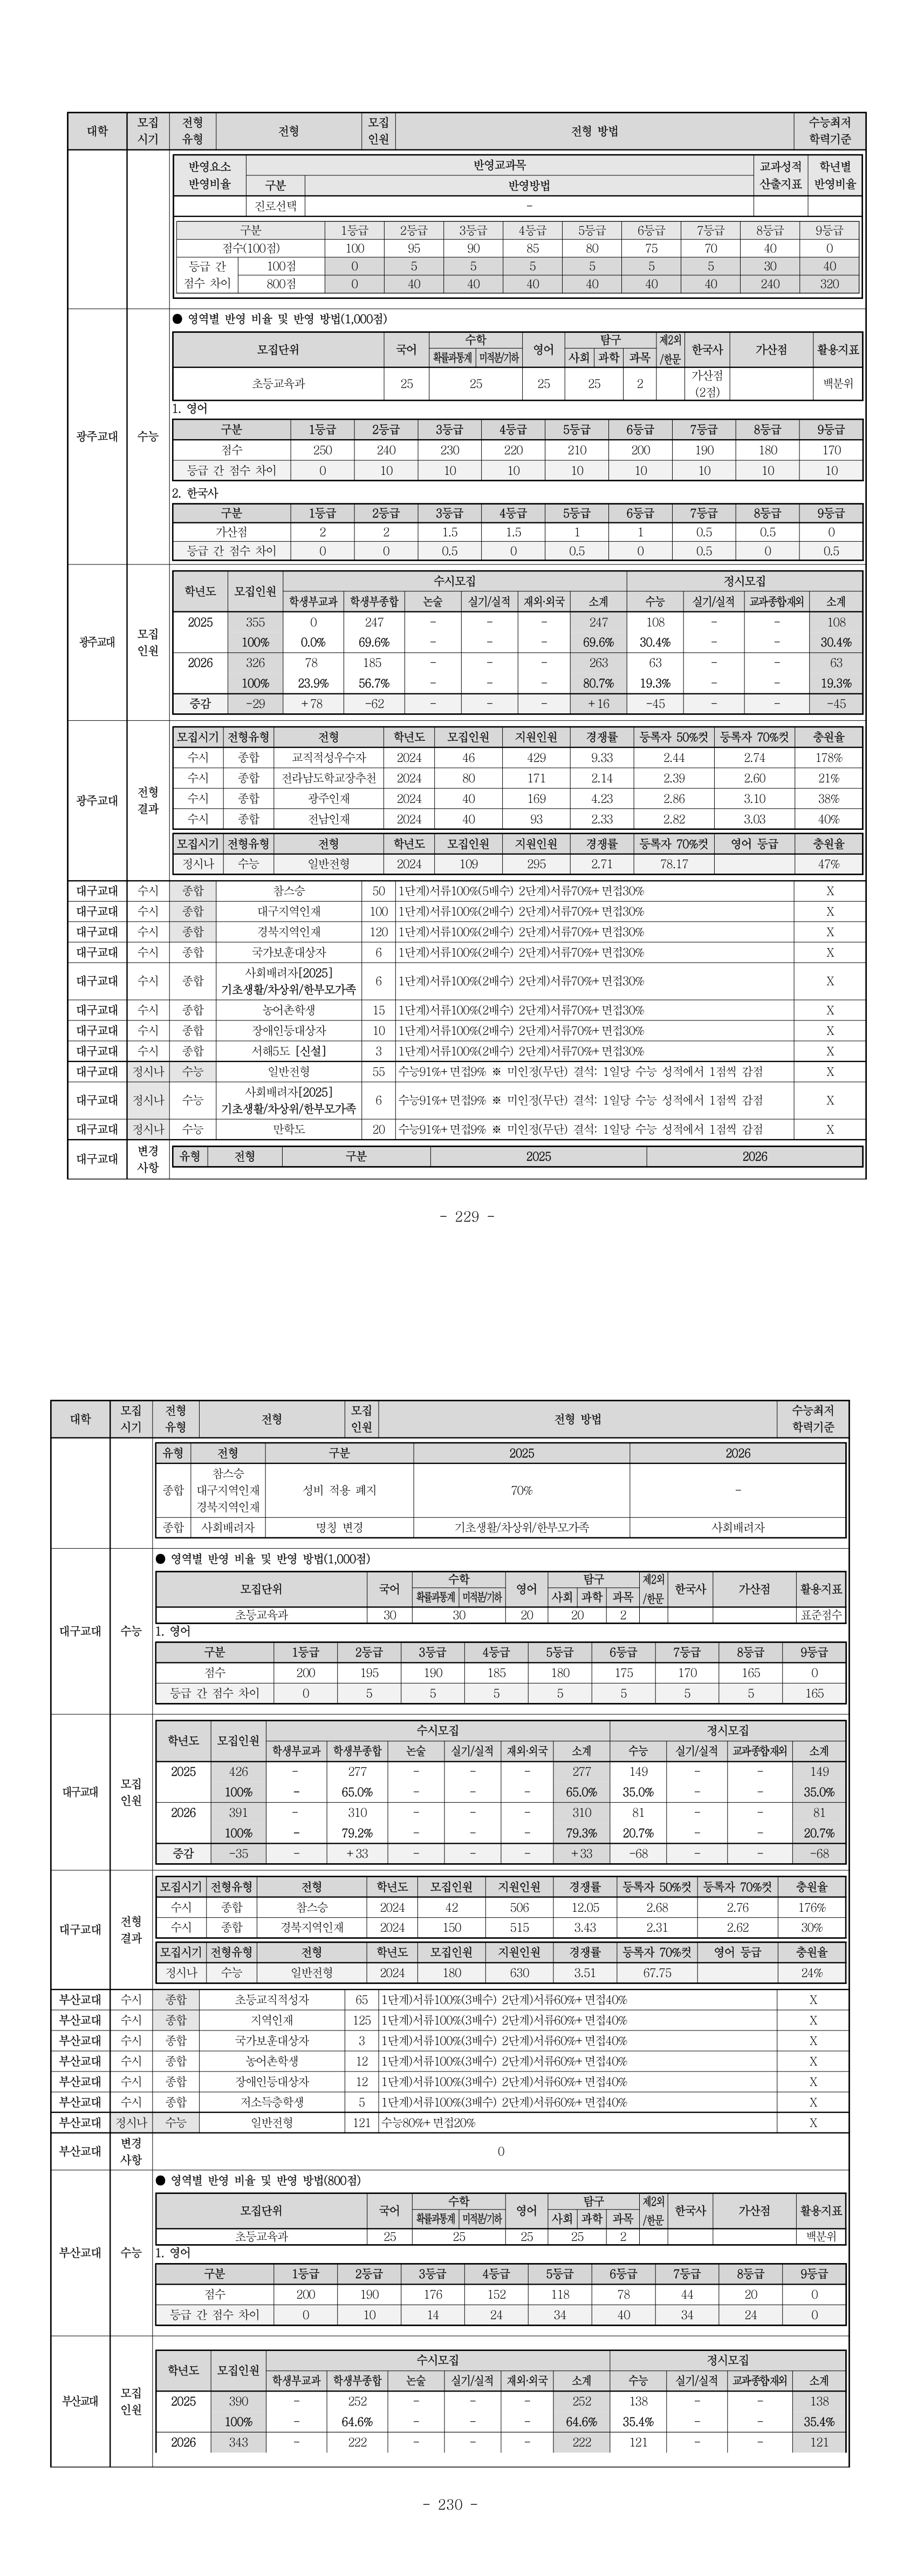 대학 모집시기 전형유형 전형 모집인원 전형 방법 수능최저학력기준
반영요소 반영비율 반영교과목 교과성적 산출지표 학년별 반영비율
구분 반영방법
진로선택 -
구분 1등급 2등급 3등급 4등급 5등급 6등급 7등급 8등급 9등급
점수(100점) 100 95 90 85 80 75 70 40 0
등급 간 점수 차이 100점 0 5 5 5 5 5 5 30 40
800점 0 40 40 40 40 40 40 240 320
광주교대 수능
● 영역별 반영 비율 및 반영 방법(1,000점)
모집단위 국어 수학 영어 탐구 제2외/한문 한국사 가산점 활용지표
확률과통계 미적분/기하 사회 과학 과목
초등교육과 25 25 25 25 2 가산점(2점) 백분위
1. 영어
구분 1등급 2등급 3등급 4등급 5등급 6등급 7등급 8등급 9등급
점수 250 240 230 220 210 200 190 180 170
등급 간 점수 차이 0 10 10 10 10 10 10 10 10
2. 한국사
구분 1등급 2등급 3등급 4등급 5등급 6등급 7등급 8등급 9등급
가산점 2 2 1.5 1.5 1 1 0.5 0.5 0
등급 간 점수 차이 0 0 0.5 0 0.5 0 0.5 0 0.5
광주교대 모집인원
학년도 모집인원 수시모집 정시모집
학생부교과 학생부종합 논술 실기/실적 재외·외국 소계 수능 실기/실적 교과종합재외 소계
2025 355 0 247 - - - 247 108 - - 108
100% 0.0% 69.6% - - - 69.6% 30.4% - - 30.4%
2026 326 78 185 - - - 263 63 - - 63
100% 23.9% 56.7% - - - 80.7% 19.3% - - 19.3%
증감 -29 +78 -62 - - - +16 -45 - - -45
광주교대 전형결과
모집시기 전형유형 전형 학년도 모집인원 지원인원 경쟁률 등록자 50%컷 등록자 70%컷 충원율
수시 종합 교직적성우수자 2024 46 429 9.33 2.44 2.74 178%
수시 종합 전라남도학교장추천 2024 80 171 2.14 2.39 2.60 21%
수시 종합 광주인재 2024 40 169 4.23 2.86 3.10 38%
수시 종합 전남인재 2024 40 93 2.33 2.82 3.03 40%
모집시기 전형유형 전형 학년도 모집인원 지원인원 경쟁률 등록자 70%컷 영어 등급 충원율
정시나 수능 일반전형 2024 109 295 2.71 78.17 47%
대구교대 수시 종합 참스승 50 1단계)서류100%(5배수) 2단계)서류70%+면접30% X
대구교대 수시 종합 대구지역인재 100 1단계)서류100%(2배수) 2단계)서류70%+면접30% X
대구교대 수시 종합 경북지역인재 120 1단계)서류100%(2배수) 2단계)서류70%+면접30% X
대구교대 수시 종합 국가보훈대상자 6 1단계)서류100%(2배수) 2단계)서류70%+면접30% X
대구교대 수시 종합 사회배려자[2025] 기초생활/차상위/한부모가족 6 1단계)서류100%(2배수) 2단계)서류70%+면접30% X
대구교대 수시 종합 농어촌학생 15 1단계)서류100%(2배수) 2단계)서류70%+면접30% X
대구교대 수시 종합 장애인등대상자 10 1단계)서류100%(2배수) 2단계)서류70%+면접30% X
대구교대 수시 종합 서해5도 [신설] 3 1단계)서류100%(2배수) 2단계)서류70%+면접30% X
대구교대 정시나 수능 일반전형 55 수능91%+면접9% ※ 미인정(무단) 결석: 1일당 수능 성적에서 1점씩 감점 X
대구교대 정시나 수능 사회배려자[2025] 기초생활/차상위/한부모가족 6 수능91%+면접9% ※ 미인정(무단) 결석: 1일당 수능 성적에서 1점씩 감점 X
대구교대 정시나 수능 만학도 20 수능91%+면접9% ※ 미인정(무단) 결석: 1일당 수능 성적에서 1점씩 감점 X
대구교대 변경사항 유형 전형 구분 2025 2026
- 229 -
대학 모집시기 전형유형 전형 모집인원 전형 방법 수능최저학력기준
유형 전형 구분 2025 2026
종합 참스승 대구지역인재 경북지역인재 성비 적용 폐지 70% -
종합 사회배려자 명칭 변경 기초생활/차상위/한부모가족 사회배려자
대구교대 수능
● 영역별 반영 비율 및 반영 방법(1,000점)
모집단위 국어 수학 영어 탐구 제2외/한문 한국사 가산점 활용지표
확률과통계 미적분/기하 사회 과학 과목
초등교육과 30 30 20 20 2 표준점수
1. 영어
구분 1등급 2등급 3등급 4등급 5등급 6등급 7등급 8등급 9등급
점수 200 195 190 185 180 175 170 165 0
등급 간 점수 차이 0 5 5 5 5 5 5 5 165
대구교대 모집인원
학년도 모집인원 수시모집 정시모집
학생부교과 학생부종합 논술 실기/실적 재외·외국 소계 수능 실기/실적 교과종합재외 소계
2025 426 - 277 - - - 277 149 - - 149
100% - 65.0% - - - 65.0% 35.0% - - 35.0%
2026 391 - 310 - - - 310 81 - - 81
100% - 79.2% - - - 79.3% 20.7% - - 20.7%
증감 -35 - +33 - - - +33 -68 - - -68
대구교대 전형결과
모집시기 전형유형 전형 학년도 모집인원 지원인원 경쟁률 등록자 50%컷 등록자 70%컷 충원율
수시 종합 참스승 2024 42 506 12.05 2.68 2.76 176%
수시 종합 경북지역인재 2024 150 515 3.43 2.31 2.62 30%
모집시기 전형유형 전형 학년도 모집인원 지원인원 경쟁률 등록자 70%컷 영어 등급 충원율
정시나 수능 일반전형 2024 180 630 3.51 67.75 24%
부산교대 수시 종합 초등교직적성자 65 1단계)서류100%(3배수) 2단계)서류60%+면접40% X
부산교대 수시 종합 지역인재 125 1단계)서류100%(3배수) 2단계)서류60%+면접40% X
부산교대 수시 종합 국가보훈대상자 3 1단계)서류100%(3배수) 2단계)서류60%+면접40% X
부산교대 수시 종합 농어촌학생 12 1단계)서류100%(3배수) 2단계)서류60%+면접40% X
부산교대 수시 종합 장애인등대상자 12 1단계)서류100%(3배수) 2단계)서류60%+면접40% X
부산교대 수시 종합 저소득층학생 5 1단계)서류100%(3배수) 2단계)서류60%+면접40% X
부산교대 정시나 수능 일반전형 121 수능80%+면접20% X
부산교대 변경사항 0
부산교대 수능
● 영역별 반영 비율 및 반영 방법(800점)
모집단위 국어 수학 영어 탐구 제2외/한문 한국사 가산점 활용지표
확률과통계 미적분/기하 사회 과학 과목
초등교육과 25 25 25 25 2 백분위
1. 영어
구분 1등급 2등급 3등급 4등급 5등급 6등급 7등급 8등급 9등급
점수 200 190 176 152 118 78 44 20 0
등급 간 점수 차이 0 10 14 24 34 40 34 24 0
부산교대 모집인원
학년도 모집인원 수시모집 정시모집
학생부교과 학생부종합 논술 실기/실적 재외·외국 소계 수능 실기/실적 교과종합재외 소계
2025 390 - 252 - - - 252 138 - - 138
100% - 64.6% - - - 64.6% 35.4% - - 35.4%
2026 343 - 222 - - - 222 121 - - 121
- 230 -